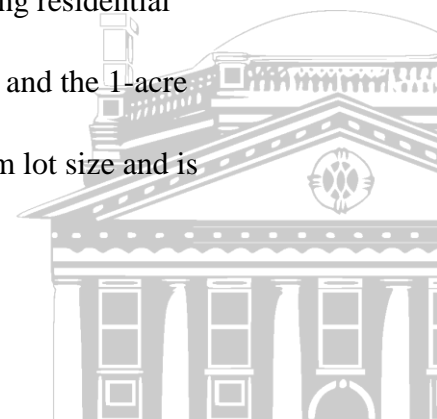 ng residential
and the 1-acre
m lot size and is